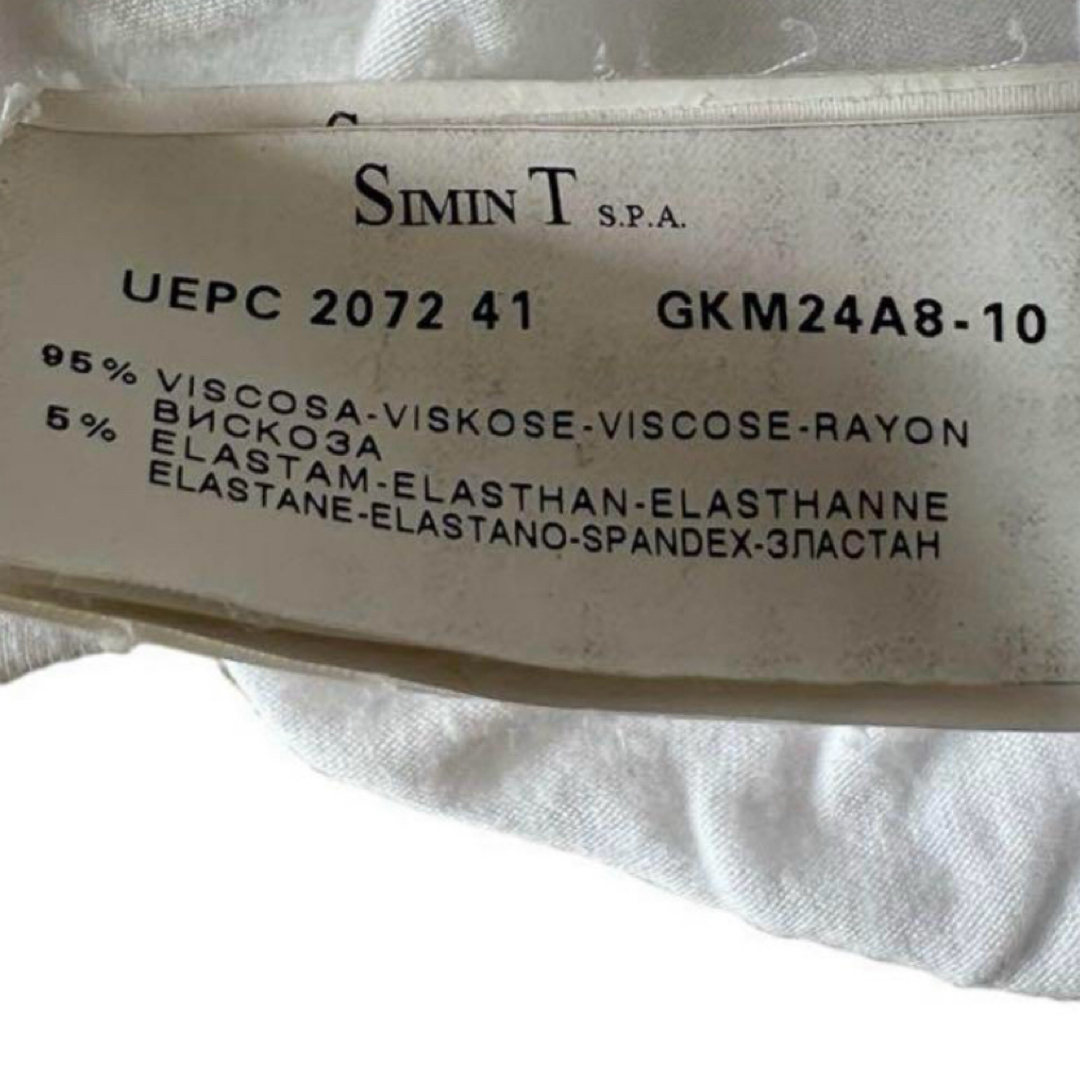 SIMIN T S.P.A.
UEPC 2072 41 GKM24A8-10
95% VISCOSA-VISKOSE-VISCOSE-RAYON
ВИСКОЗА
5% ELASTAM-ELASTHAN-ELASTHANNE
ELASTANE-ELASTANO-SPANDEX-ЗЛАСТАН